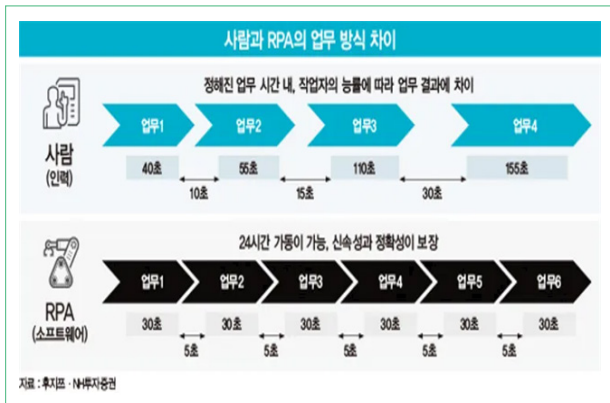 사람과 RPA의 업무 방식 차이
정해진 업무 시간 내, 작업자의 능률에 따라 업무 결과에 차이
업무1 업무2 업무3 업무4
사람
(인력)
40초 55초 110초 155초
10초 15초 30초
24시간 가동이 가능, 신속성과 정확성이 보장
업무1 업무2 업무3 업무4 업무5 업무6
RPA
(소프트웨어)
30초 30초 30초 30초 30초 30초
5초 5초 5초 5초 5초
자료 : 후지쯔 · NH투자증권